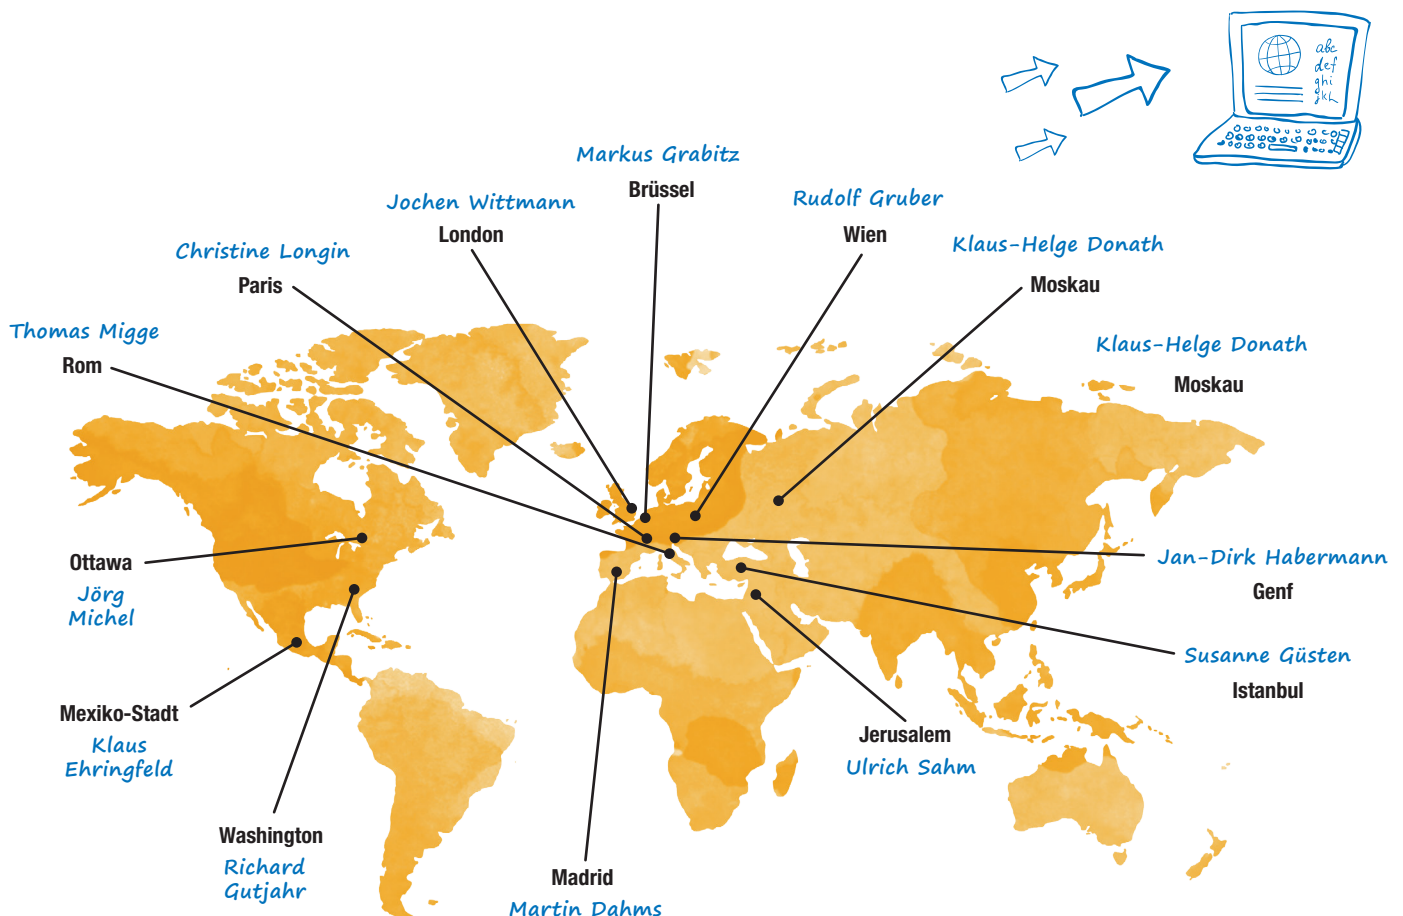 abc
def
ghi
jkl
Markus Grabitz
Brüssel
Jochen Wittmann
London
Rudolf Gruber
Wien
Christine Longin
Paris
Klaus-Helge Donath
Moskau
Thomas Migge
Rom
Klaus-Helge Donath
Moskau
Ottawa
Jörg
Michel
Jan-Dirk Habermann
Genf
Susanne Güsten
Istanbul
Mexiko-Stadt
Klaus
Ehringfeld
Jerusalem
Ulrich Sahm
Washington
Richard
Gutjahr
Madrid
Martin Dahms